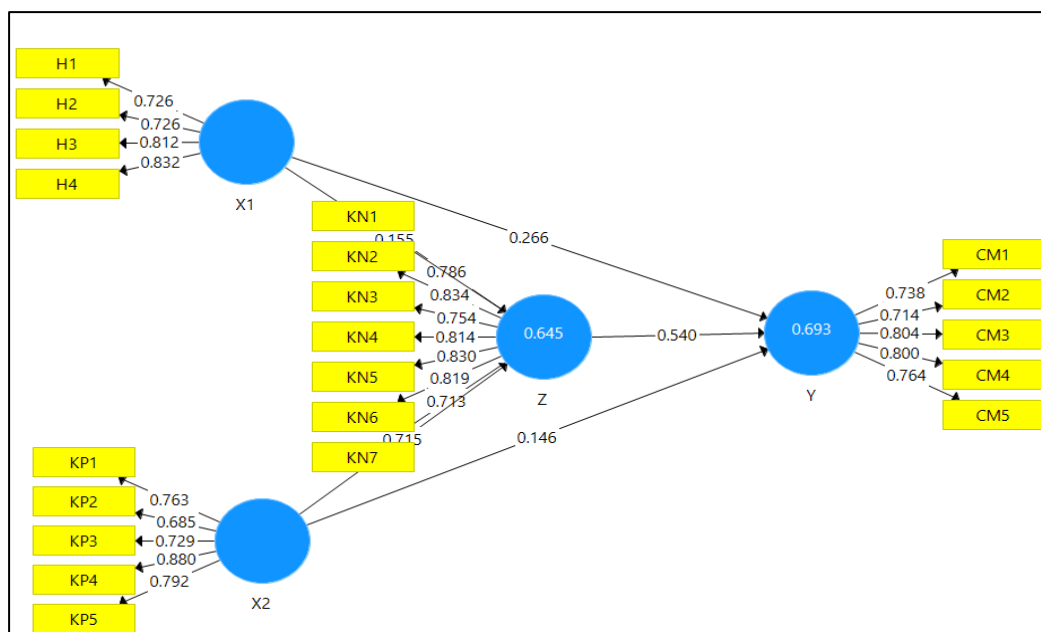 H1
H2
H3
H4
0.726
0.726
0.812
0.832
X1
KN1
KN2
KN3
KN4
KN5
KN6
KN7
0.155
0.786
0.834
0.754
0.814
0.830
0.819
0.713
0.715
0.645
Z
0.266
0.540
0.146
0.693
Y
0.738
0.714
0.804
0.800
0.764
CM1
CM2
CM3
CM4
CM5
KP1
KP2
KP3
KP4
KP5
0.763
0.685
0.729
0.880
0.792
X2